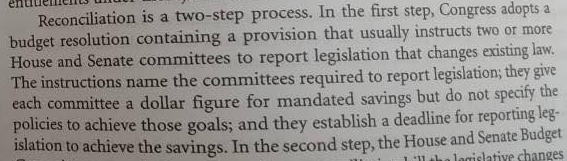 Reconciliation is a two-step process. In the first step, Congress adopts a
budget resolution containing a provision that usually instructs two or more
House and Senate committees to report legislation that changes existing law.
The instructions name the committees required to report legislation; they give
each committee a dollar figure for mandated savings but do not specify the
policies to achieve those goals; and they establish a deadline for reporting leg-
islation to achieve the savings. In the second step, the House and Senate Budget
legislative changes